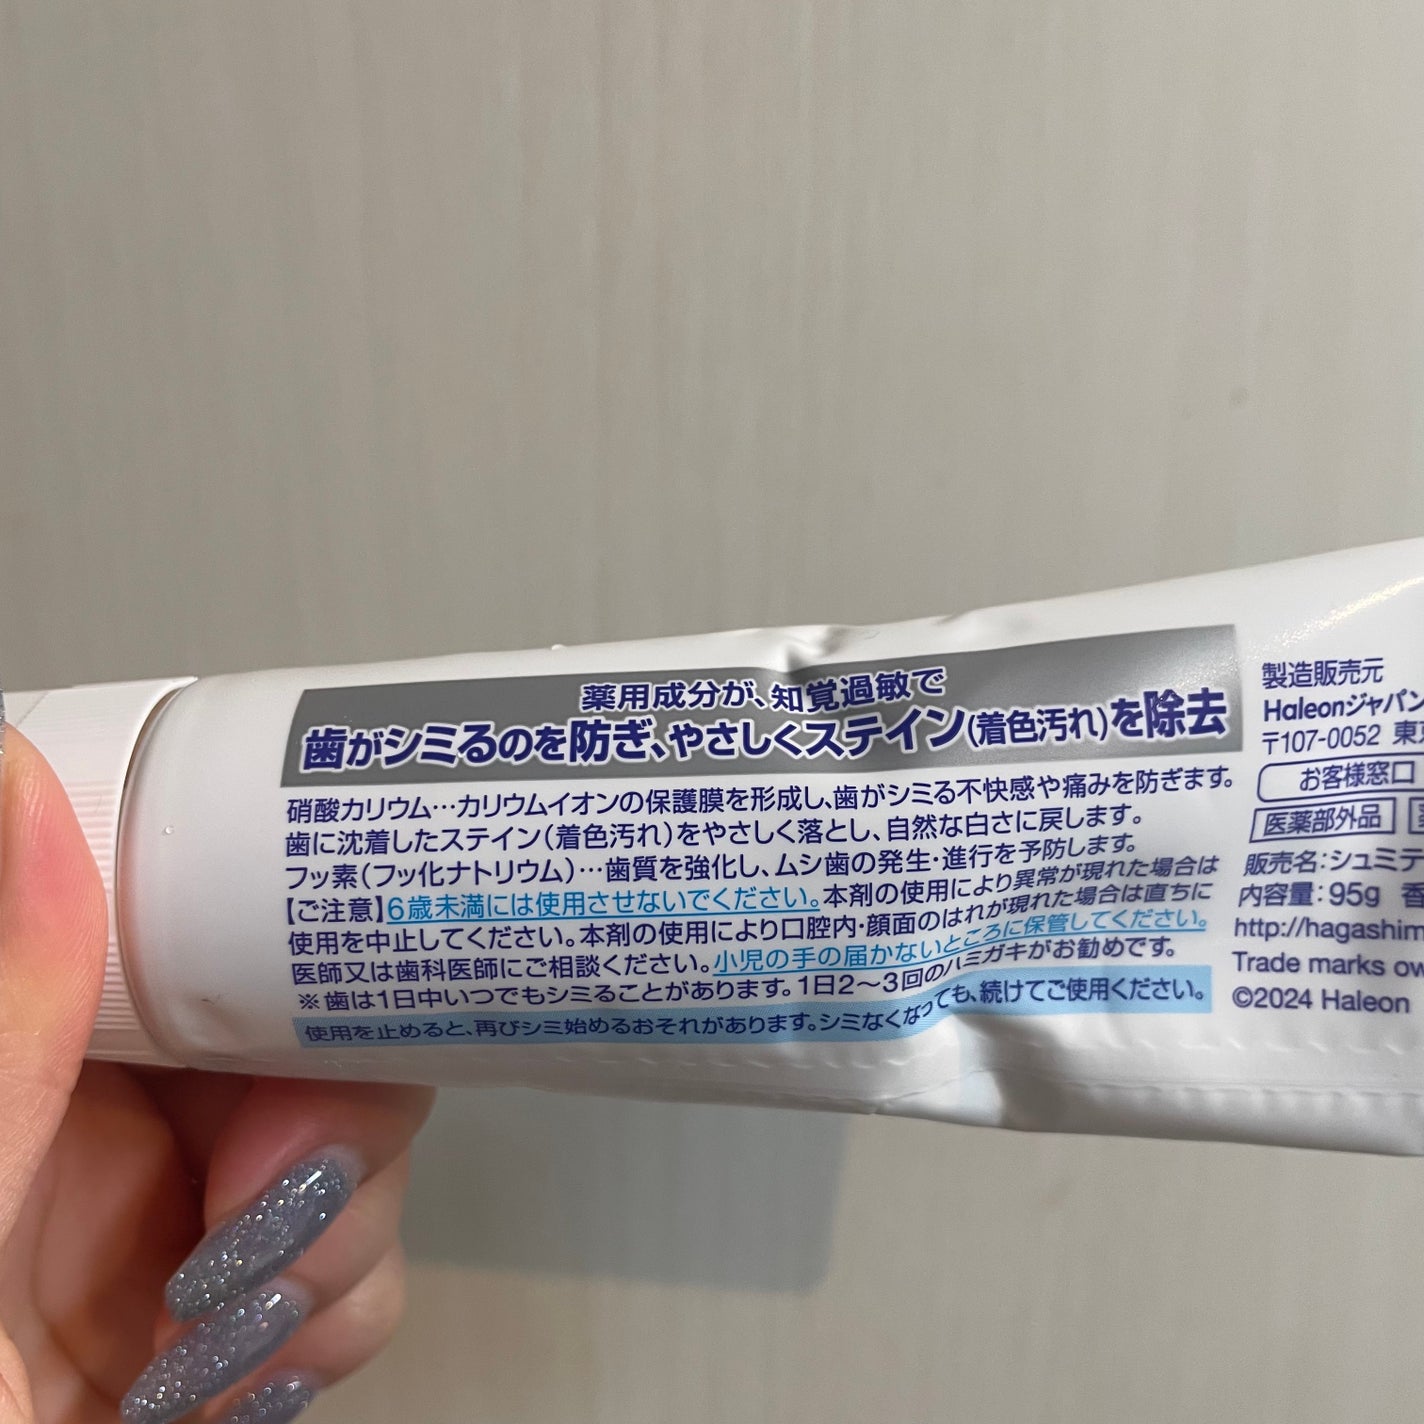 薬用成分が、知覚過敏で
歯がシミるのを防ぎ、やさしくステイン(着色汚れ)を除去
硝酸カリウム…カリウムイオンの保護膜を形成し、歯がシミる不快感や痛みを防ぎます。
歯に沈着したステイン(着色汚れ)をやさしく落とし、自然な白さに戻します。
フッ素(フッ化ナトリウム)…歯質を強化し、ムシ歯の発生・進行を予防します。
【ご注意】6歳未満には使用させないでください。本剤の使用により異常が現れた場合は
使用を中止してください。本剤の使用により口腔内・顔面のはれが現れた場合は直ちに
医師又は歯科医師にご相談ください。小児の手の届かないところに保管してください。
※歯は1日中いつでもシミることがあります。1日2〜3回のハミガキがお勧めです。
使用を止めると、再びシミ始めるおそれがあります。シミなくなっても、続けてご使用ください。
製造販売元
Haleonジャパン
〒107-0052 東京
お客様窓口
医薬部外品
販売名:シュミテ
内容量:95g 香
http://hagashim
Trade marks ow
©2024 Haleon